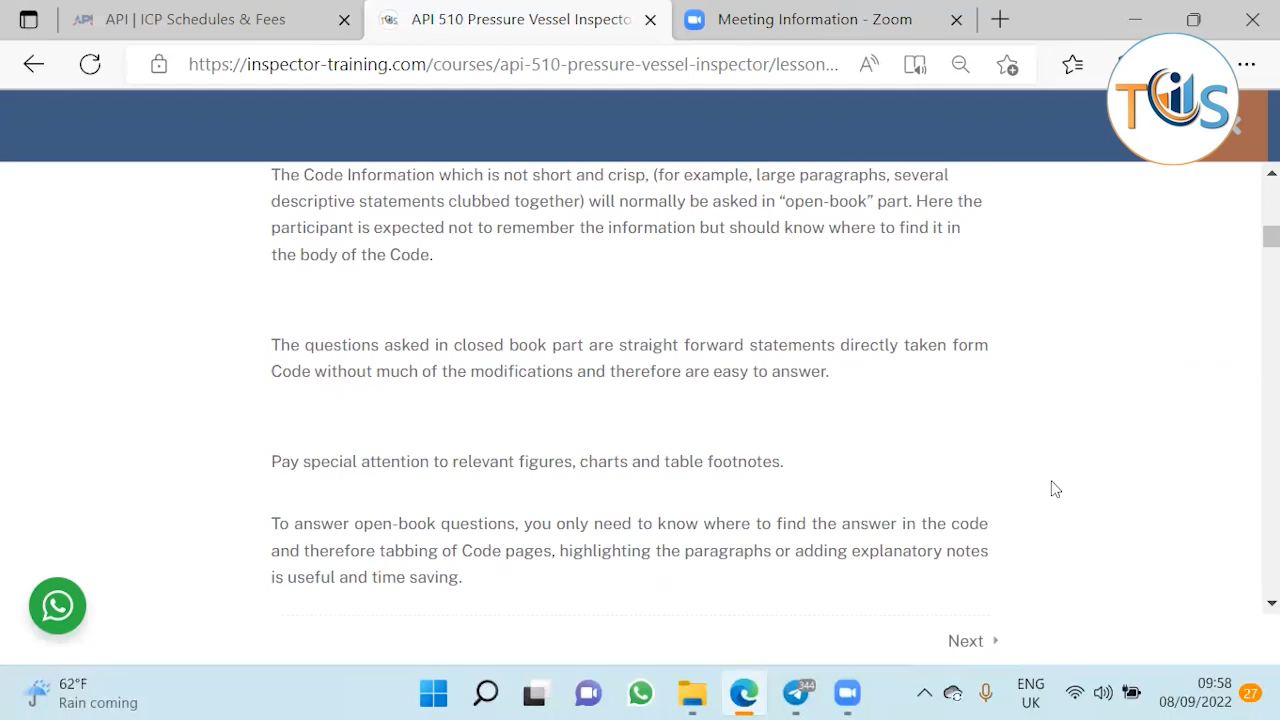 API | ICP Schedules & Fees
API 510 Pressure Vessel Inspecto
Meeting Information - Zoom
https://inspector-training.com/courses/api-510-pressure-vessel-inspector/lesson...
TIS
The Code Information which is not short and crisp, (for example, large paragraphs, several
descriptive statements clubbed together) will normally be asked in “open-book” part. Here the
participant is expected not to remember the information but should know where to find it in
the body of the Code.
The questions asked in closed book part are straight forward statements directly taken form
Code without much of the modifications and therefore are easy to answer.
Pay special attention to relevant figures, charts and table footnotes.
To answer open-book questions, you only need to know where to find the answer in the code
and therefore tabbing of Code pages, highlighting the paragraphs or adding explanatory notes
is useful and time saving.
Next
62°F
Rain coming
344
ENG
UK
09:58
08/09/2022
27